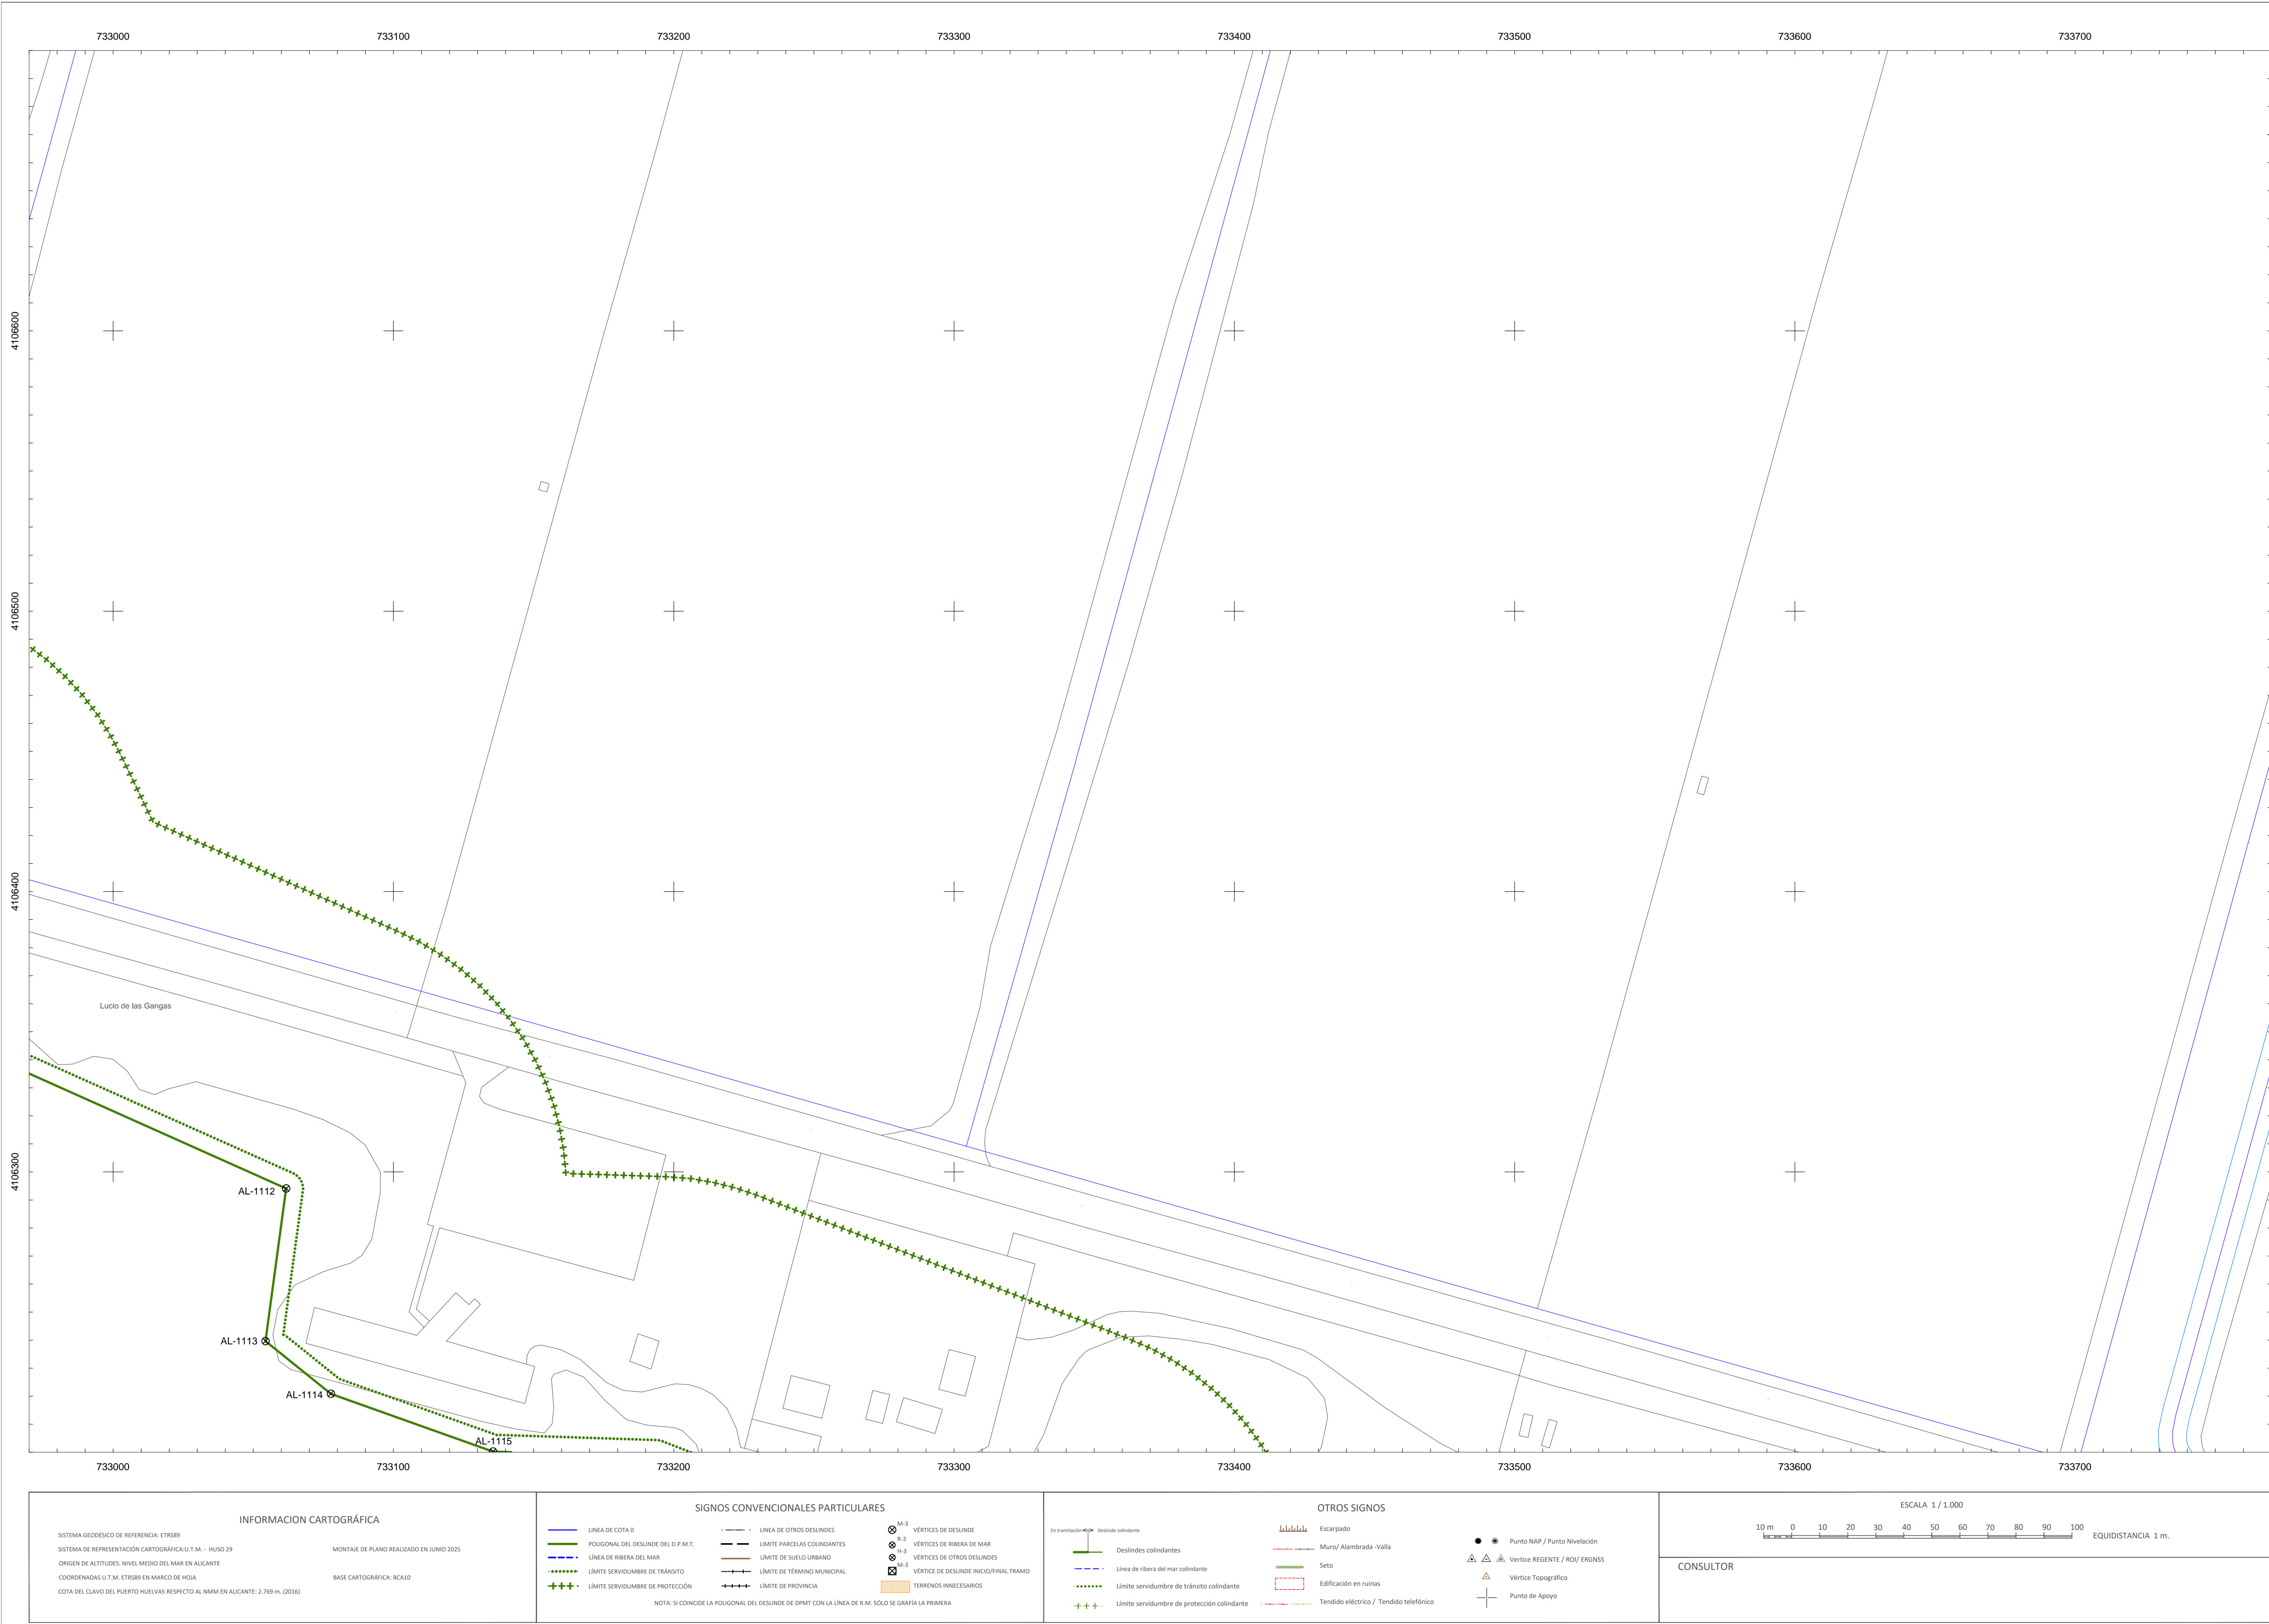 733000 733100 733200 733300 733400 733500 733600 733700
4106600
4106500
4106400
4106300
Lucio de las Gangas
AL-1112
AL-1113
AL-1114
AL-1115
733000 733100 733200 733300 733400 733500 733600 733700
INFORMACION CARTOGRÁFICA
SISTEMA GEODÉSICO DE REFERENCIA: ETRS89
SISTEMA DE REPRESENTACIÓN CARTOGRÁFICA:U.T.M. - HUSO 29
MONTAJE DE PLANO REALIZADO EN JUNIO 2025
ORIGEN DE ALTITUDES: NIVEL MEDIO DEL MAR EN ALICANTE
COORDENADAS U.T.M. ETRS89 EN MARCO DE HOJA
BASE CARTOGRÁFICA: BCA10
COTA DEL CLAVO DEL PUERTO HUELVAS RESPECTO AL NMM EN ALICANTE: 2.769 m. (2016)
SIGNOS CONVENCIONALES PARTICULARES
LINEA DE COTA 0
POLIGONAL DEL DESLINDE DEL D.P.M.T.
LÍNEA DE RIBERA DEL MAR
LÍMITE SERVIDUMBRE DE TRÁNSITO
LÍMITE SERVIDUMBRE DE PROTECCIÓN
LINEA DE OTROS DESLINDES
LIMITE PARCELAS COLINDANTES
LÍMITE DE SUELO URBANO
LÍMITE DE TÉRMINO MUNICIPAL
LÍMITE DE PROVINCIA
M-3 VÉRTICES DE DESLINDE
R-3 VÉRTICES DE RIBERA DE MAR
H-3 VÉRTICES DE OTROS DESLINDES
M-3 VÉRTICE DE DESLINDE INICIO/FINAL TRAMO
TERRENOS INNECESARIOS
NOTA: SI COINCIDE LA POLIGONAL DEL DESLINDE DE DPMT CON LA LÍNEA DE R.M. SÓLO SE GRAFÍA LA PRIMERA
OTROS SIGNOS
En tramitación Deslinde colindante
Deslindes colindantes
Línea de ribera del mar colindante
Límite servidumbre de tránsito colindante
Límite servidumbre de protección colindante
Escarpado
Muro/ Alambrada -Valla
Seto
Edificación en ruinas
Tendido eléctrico / Tendido telefónico
Punto NAP / Punto Nivelación
Vertice REGENTE / ROI/ ERGNSS
Vértice Topográfico
Punto de Apoyo
ESCALA 1 / 1.000
10 m 0 10 20 30 40 50 60 70 80 90 100
EQUIDISTANCIA 1 m.
CONSULTOR